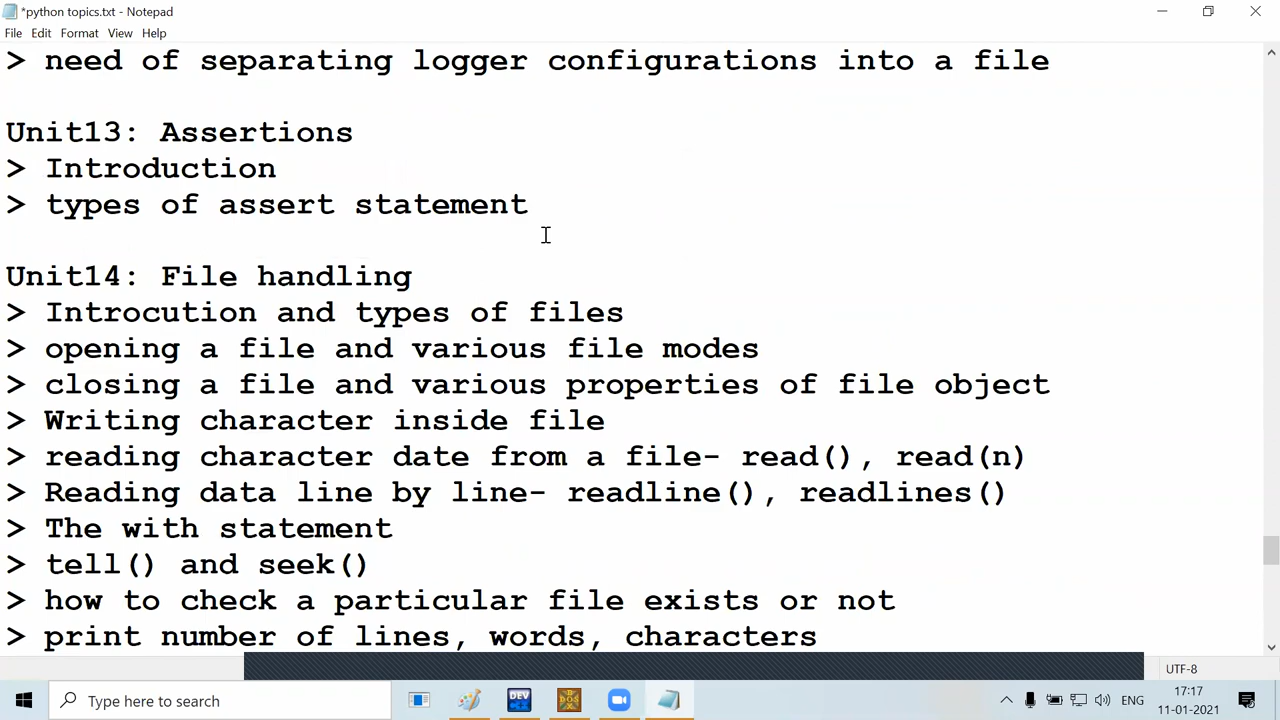 *python topics.txt - Notepad
File Edit Format View Help
> need of separating logger configurations into a file
Unit13: Assertions
> Introduction
> types of assert statement
Unit14: File handling
> Introcution and types of files
> opening a file and various file modes
> closing a file and various properties of file object
> Writing character inside file
> reading character date from a file- read(), read(n)
> Reading data line by line- readline(), readlines()
> The with statement
> tell() and seek()
> how to check a particular file exists or not
> print number of lines, words, characters
UTF-8
Type here to search
DEV
DOS
ENG
17:17
11-01-2021